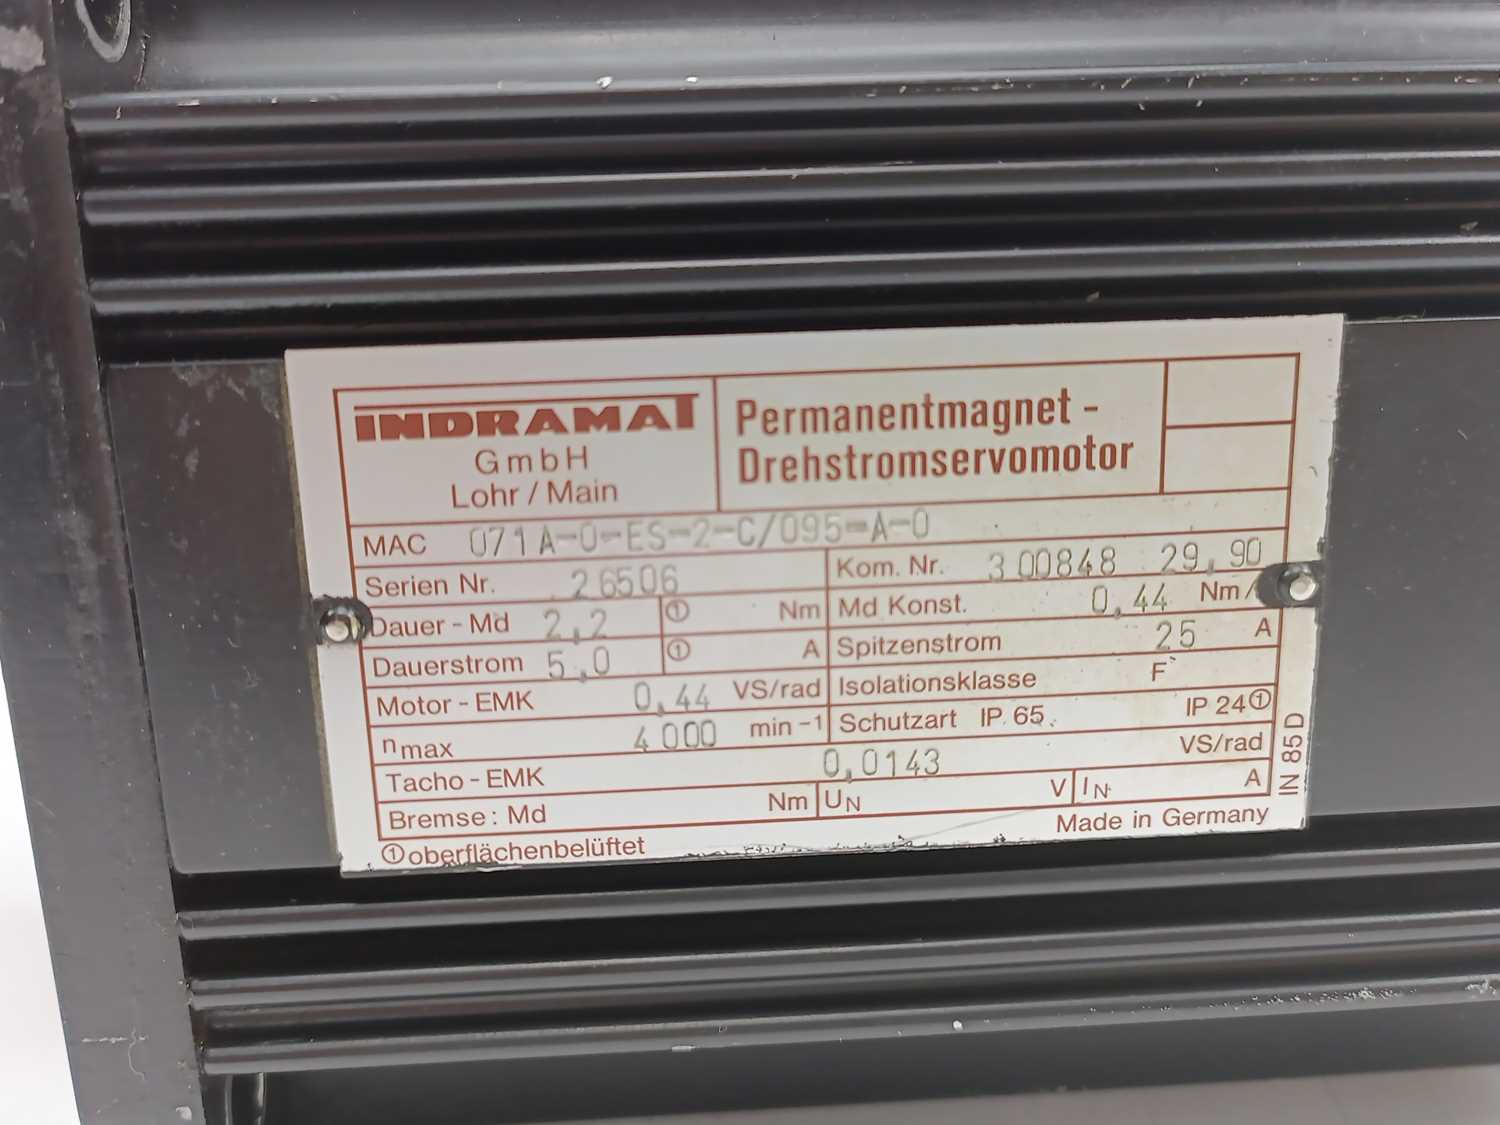 INDRAMAT
GmbH
Lohr / Main
Permanentmagnet -
Drehstromservomotor
MAC 071A-0-ES-2-C/095-A-0
Serien Nr. 26506
Kom. Nr. 300848 29,90
Dauer - Md 2,2 ① Nm
Md Konst. 0,44 Nm/
Dauerstrom 5,0 ① A
Spitzenstrom 25 A
Motor - EMK 0,44 VS/rad
Isolationsklasse F
nmax 4000 min -1
Schutzart IP 65 IP 24①
Tacho - EMK 0,0143 VS/rad
Bremse: Md Nm UN V IN A
①oberflächenbelüftet
Made in Germany
IN 85 D